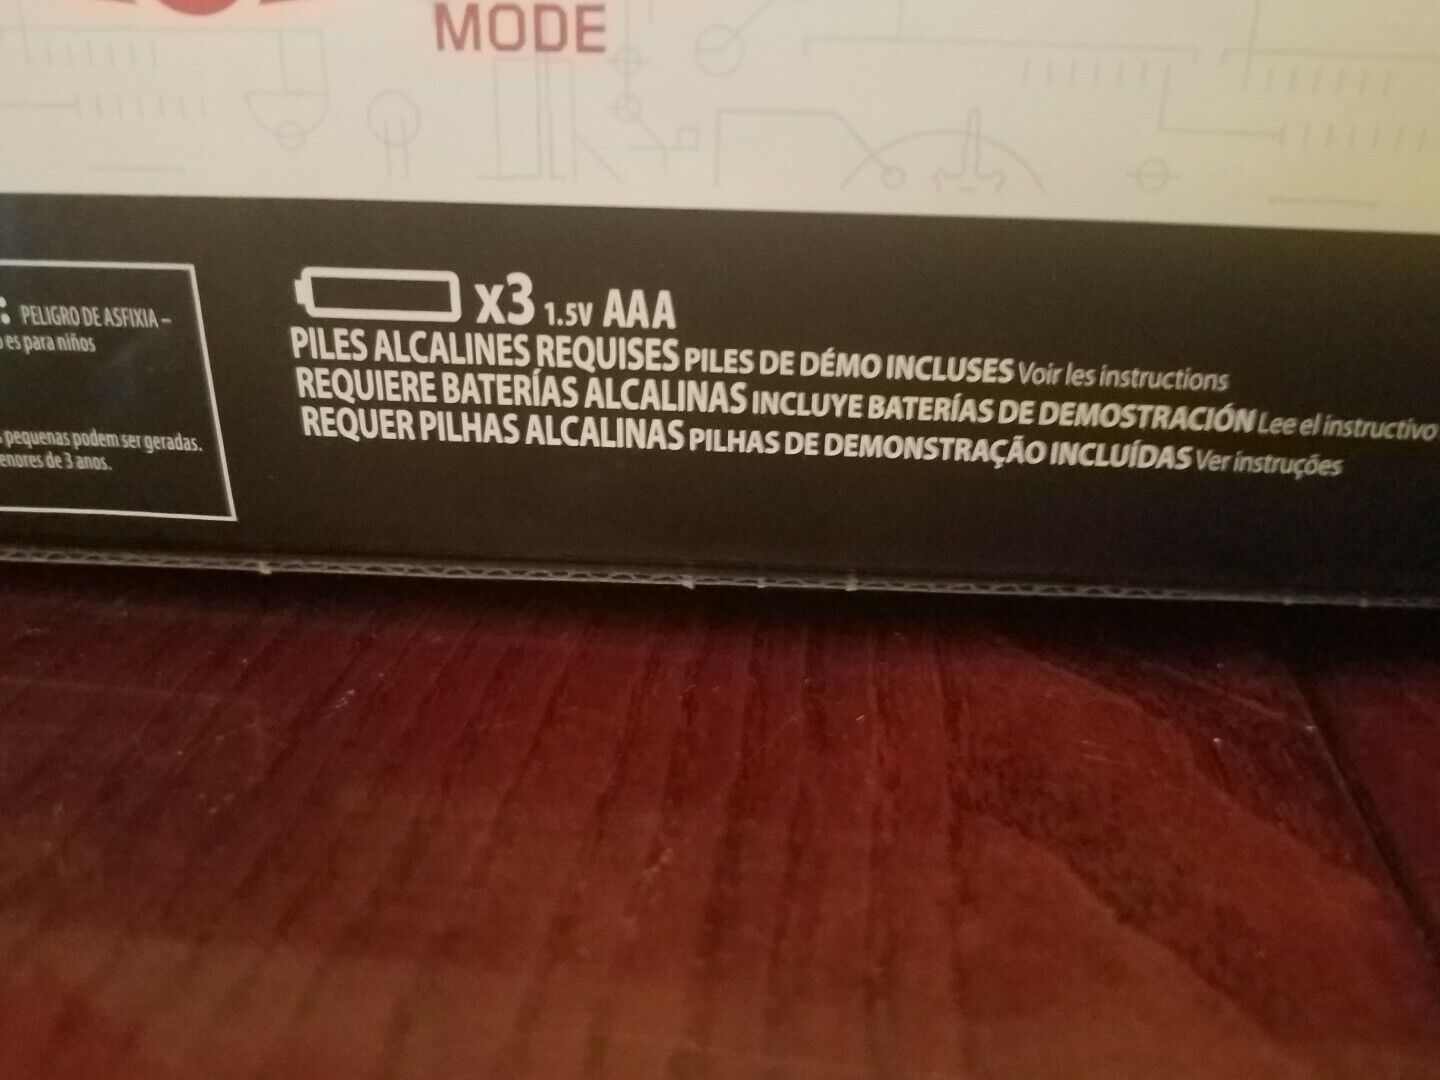 MODE
PELIGRO DE ASFIXIA –
es para niños
pequenas podem ser geradas.
enores de 3 anos.
x3 1.5V AAA
PILES ALCALINES REQUISES PILES DE DÉMO INCLUSES Voir les instructions
REQUIERE BATERÍAS ALCALINAS INCLUYE BATERÍAS DE DEMOSTRACIÓN Lee el instructivo
REQUER PILHAS ALCALINAS PILHAS DE DEMONSTRAÇÃO INCLUÍDAS Ver instruções